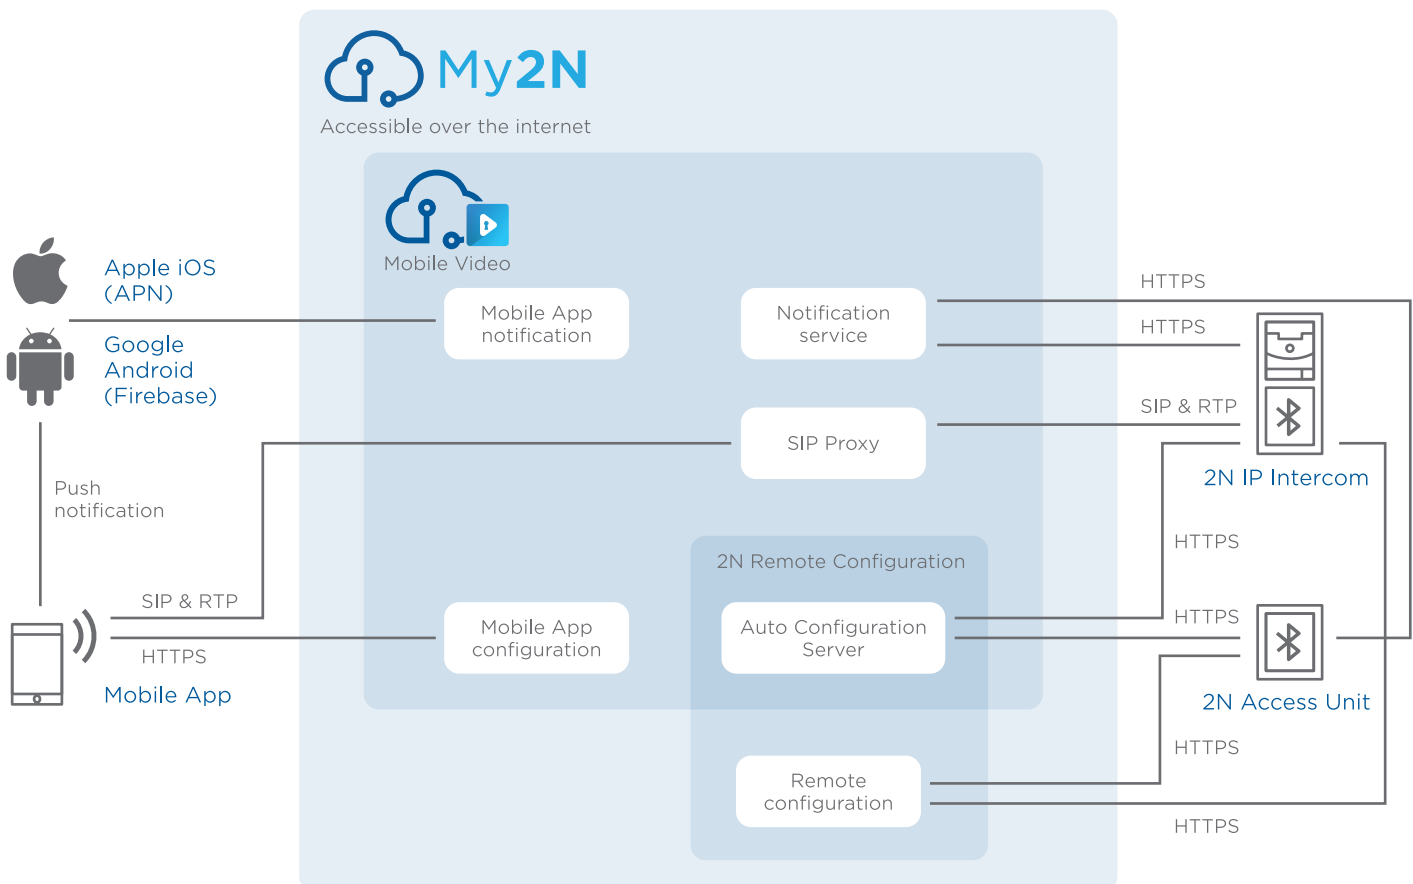 My2N
Accessible over the internet
Mobile Video
Apple iOS
(APN)
Google
Android
(Firebase)
Push
notification
SIP & RTP
HTTPS
Mobile App
Mobile App
notification
Notification
service
SIP Proxy
2N Remote Configuration
Mobile App
configuration
Auto Configuration
Server
Remote
configuration
HTTPS
HTTPS
SIP & RTP
2N IP Intercom
HTTPS
HTTPS
2N Access Unit
HTTPS
HTTPS